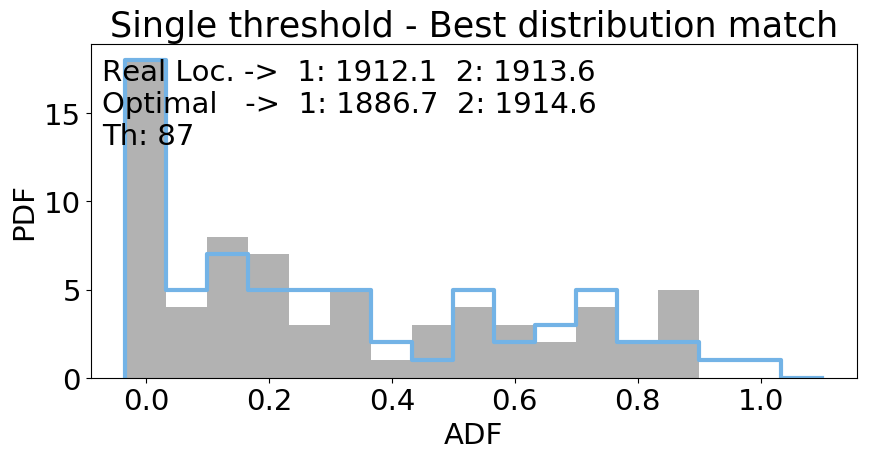 Single threshold - Best distribution match
Real Loc. ->  1: 1912.1  2: 1913.6
Optimal   ->  1: 1886.7  2: 1914.6
Th: 87
15
10
5
0
PDF
0.0 0.2 0.4 0.6 0.8 1.0
ADF